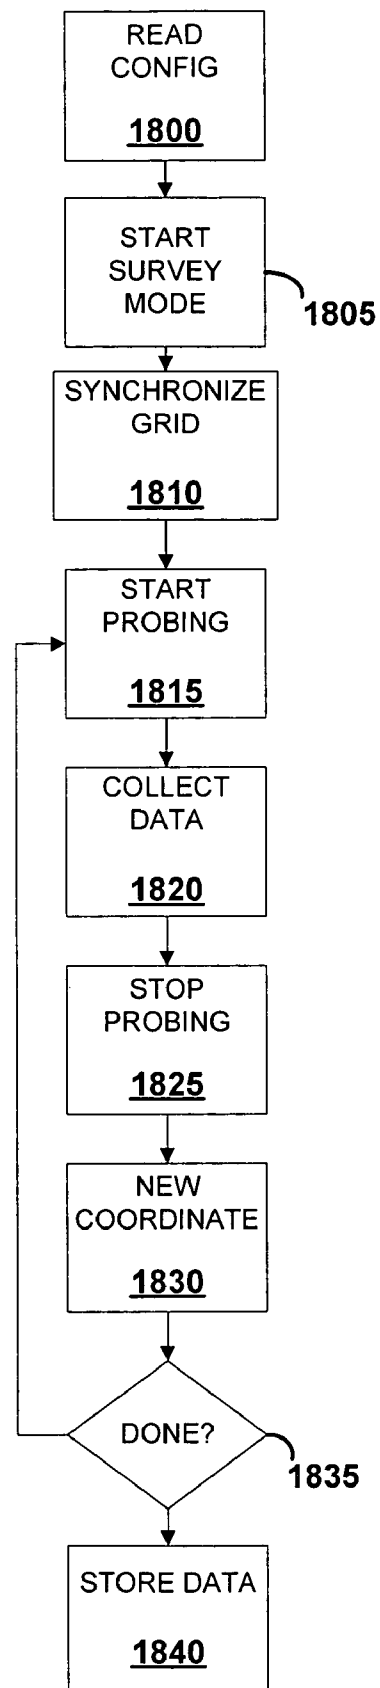 READ
CONFIG
1800
START
SURVEY
MODE
1805
SYNCHRONIZE
GRID
1810
START
PROBING
1815
COLLECT
DATA
1820
STOP
PROBING
1825
NEW
COORDINATE
1830
DONE?
1835
STORE DATA
1840